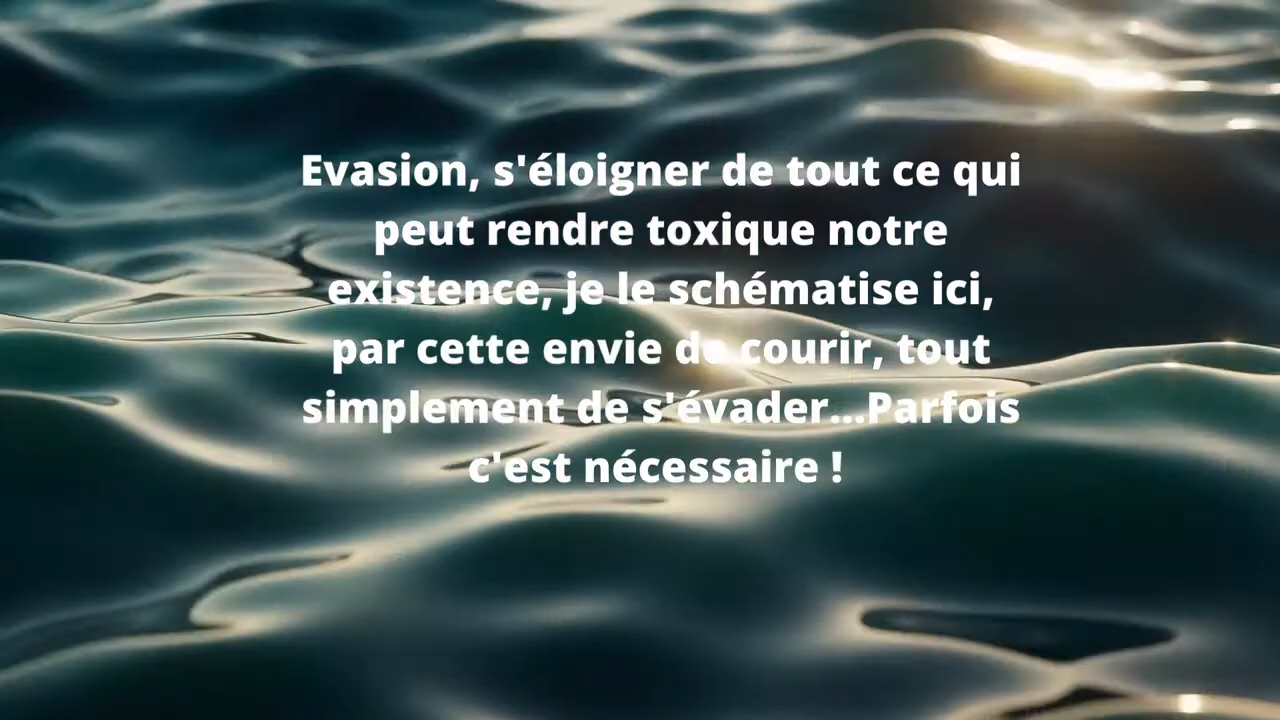 Evasion, s'éloigner de tout ce qui
peut rendre toxique notre
existence, je le schématise ici,
par cette envie de courir, tout
simplement de s'évader...Parfois
c'est nécessaire !